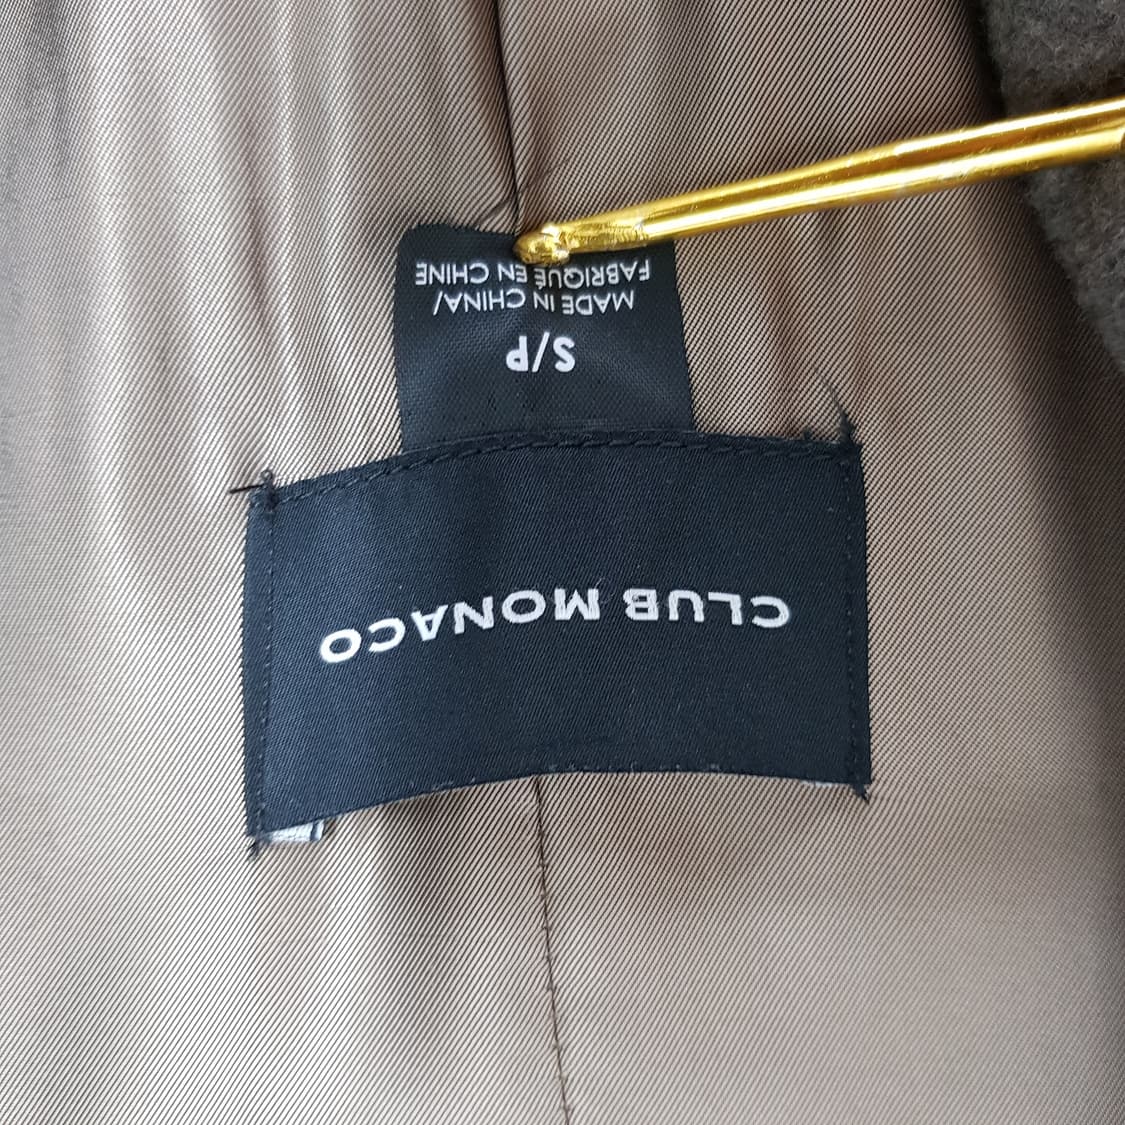 CLUB MONACO
S/P
MADE IN CHINA/
FABRIQUÉ EN CHINE